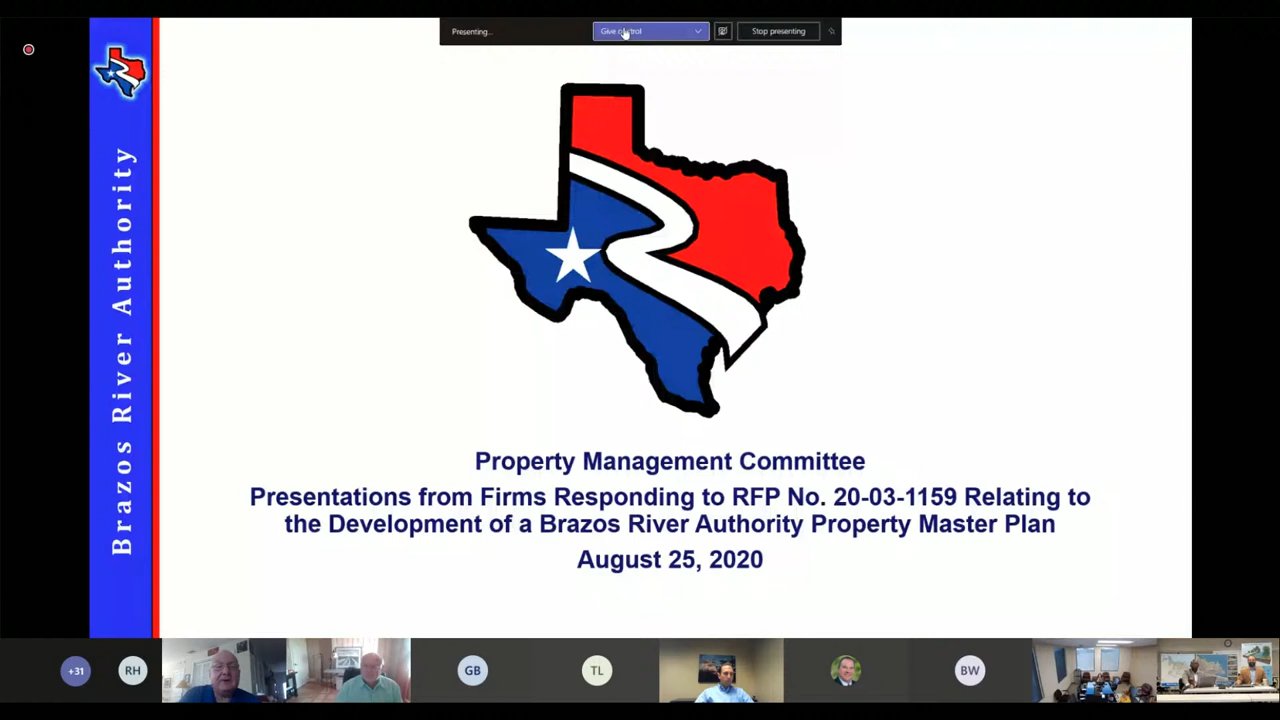 Presenting...
Give control
Stop presenting
Brazos River Authority
Property Management Committee
Presentations from Firms Responding to RFP No. 20-03-1159 Relating to
the Development of a Brazos River Authority Property Master Plan
August 25, 2020
+31
RH
GB
TL
BW